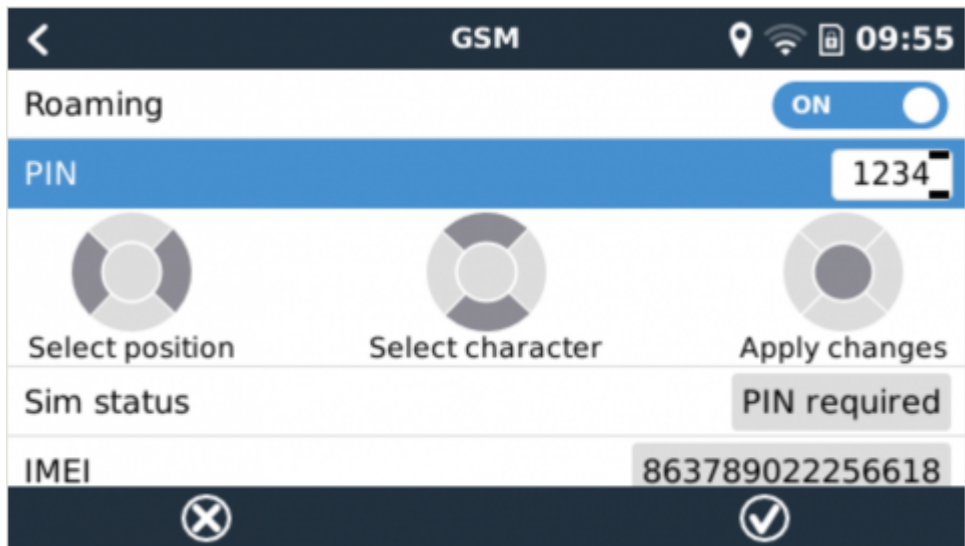 GSM 09:55
Roaming ON
PIN 1234
Select position Select character Apply changes
Sim status PIN required
IMEI 863789022256618